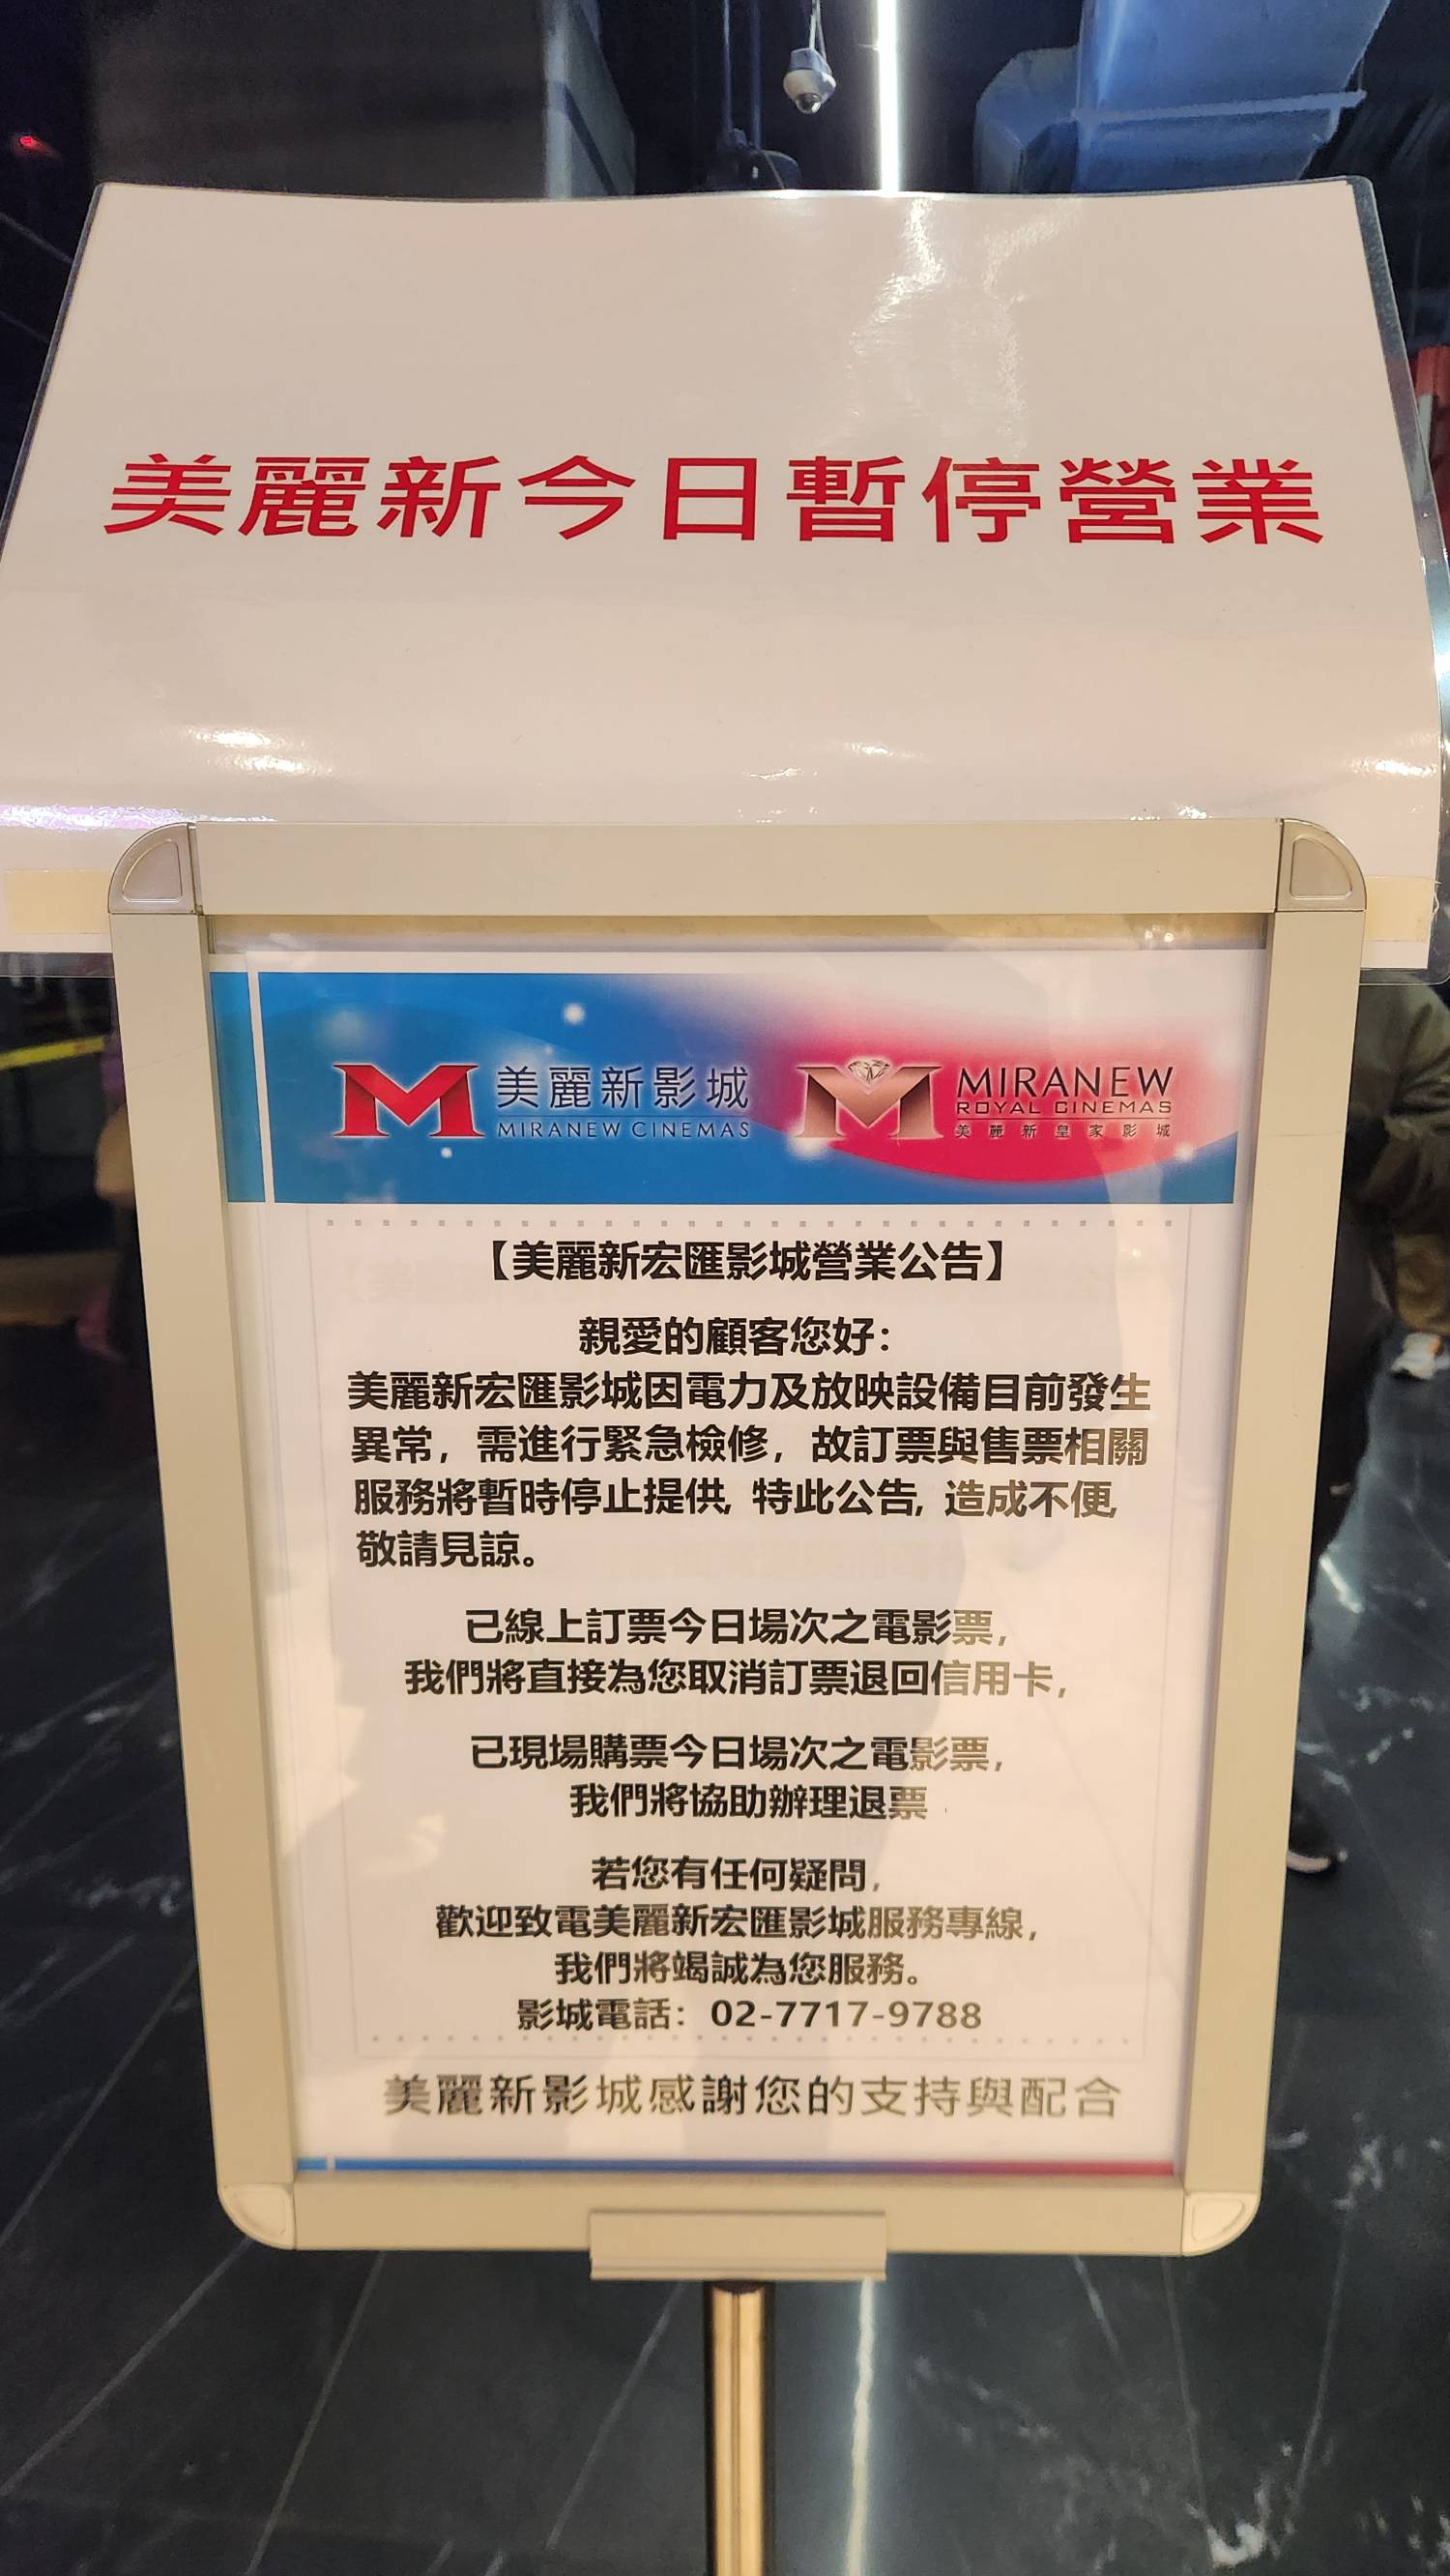 美麗新今日暫停營業
美麗新影城
MIRANEW CINEMAS
MIRANEW
ROYAL CINEMAS
美麗新皇家影城
【美麗新宏匯影城營業公告】
親愛的顧客您好：
美麗新宏匯影城因電力及放映設備目前發生
異常，需進行緊急檢修，故訂票與售票相關
服務將暫時停止提供，特此公告，造成不便，
敬請見諒。
已線上訂票今日場次之電影票，
我們將直接為您取消訂票退回信用卡，
已現場購票今日場次之電影票，
我們將協助辦理退票
若您有任何疑問，
歡迎致電美麗新宏匯影城服務專線，
我們將竭誠為您服務。
影城電話：02-7717-9788
美麗新影城感謝您的支持與配合